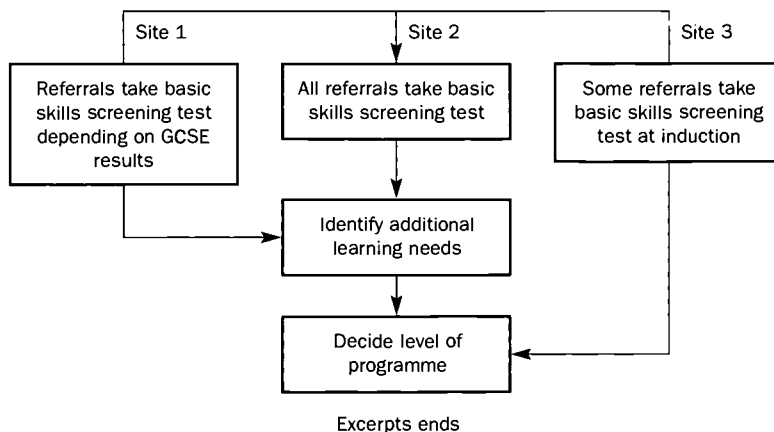 Site 1
Site 2
Site 3
Referrals take basic
skills screening test
depending on GCSE
results
All referrals take basic
skills screening test
Some referrals take
basic skills screening
test at induction
Identify additional
learning needs
Decide level of
programme
Excerpts ends